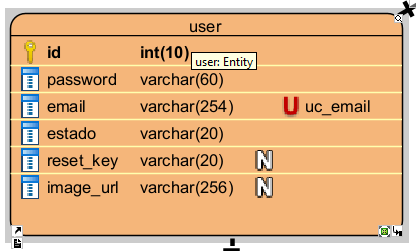 user
id int(10)
user: Entity
password varchar(60)
email varchar(254) U uc_email
estado varchar(20)
reset_key varchar(20) N
image_url varchar(256) N